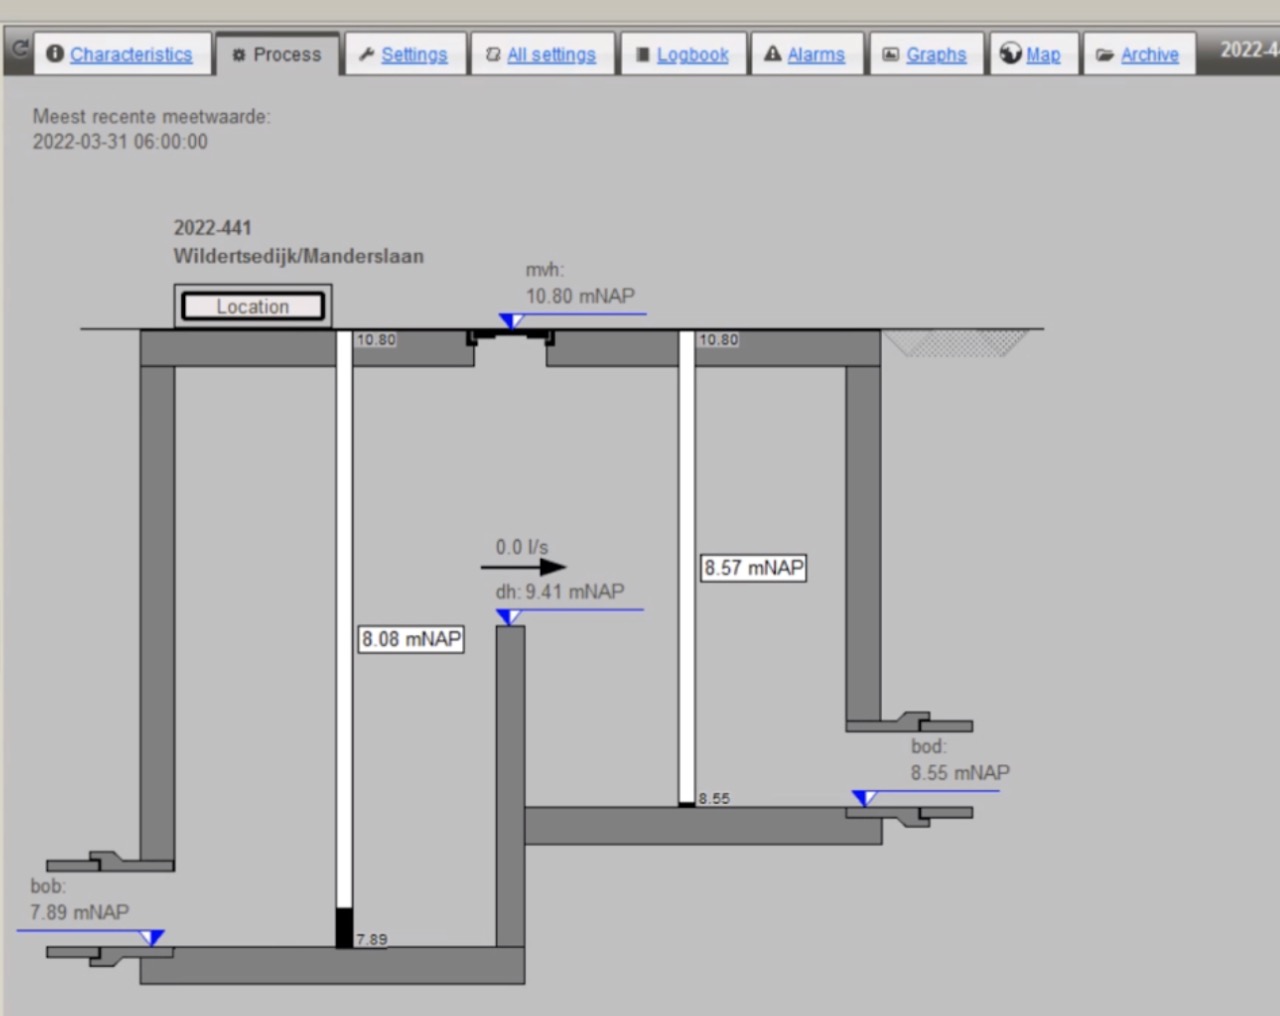 Characteristics Process Settings All settings Logbook Alarms Graphs Map Archive 2022-4
Meest recente meetwaarde:
2022-03-31 06:00:00
2022-441
Wildertsedijk/Manderslaan
Location
mvh:
10.80 mNAP
10.80
10.80
0.0 l/s
dh: 9.41 mNAP
8.57 mNAP
8.08 mNAP
bod:
8.55 mNAP
8.55
bob:
7.89 mNAP
7.89